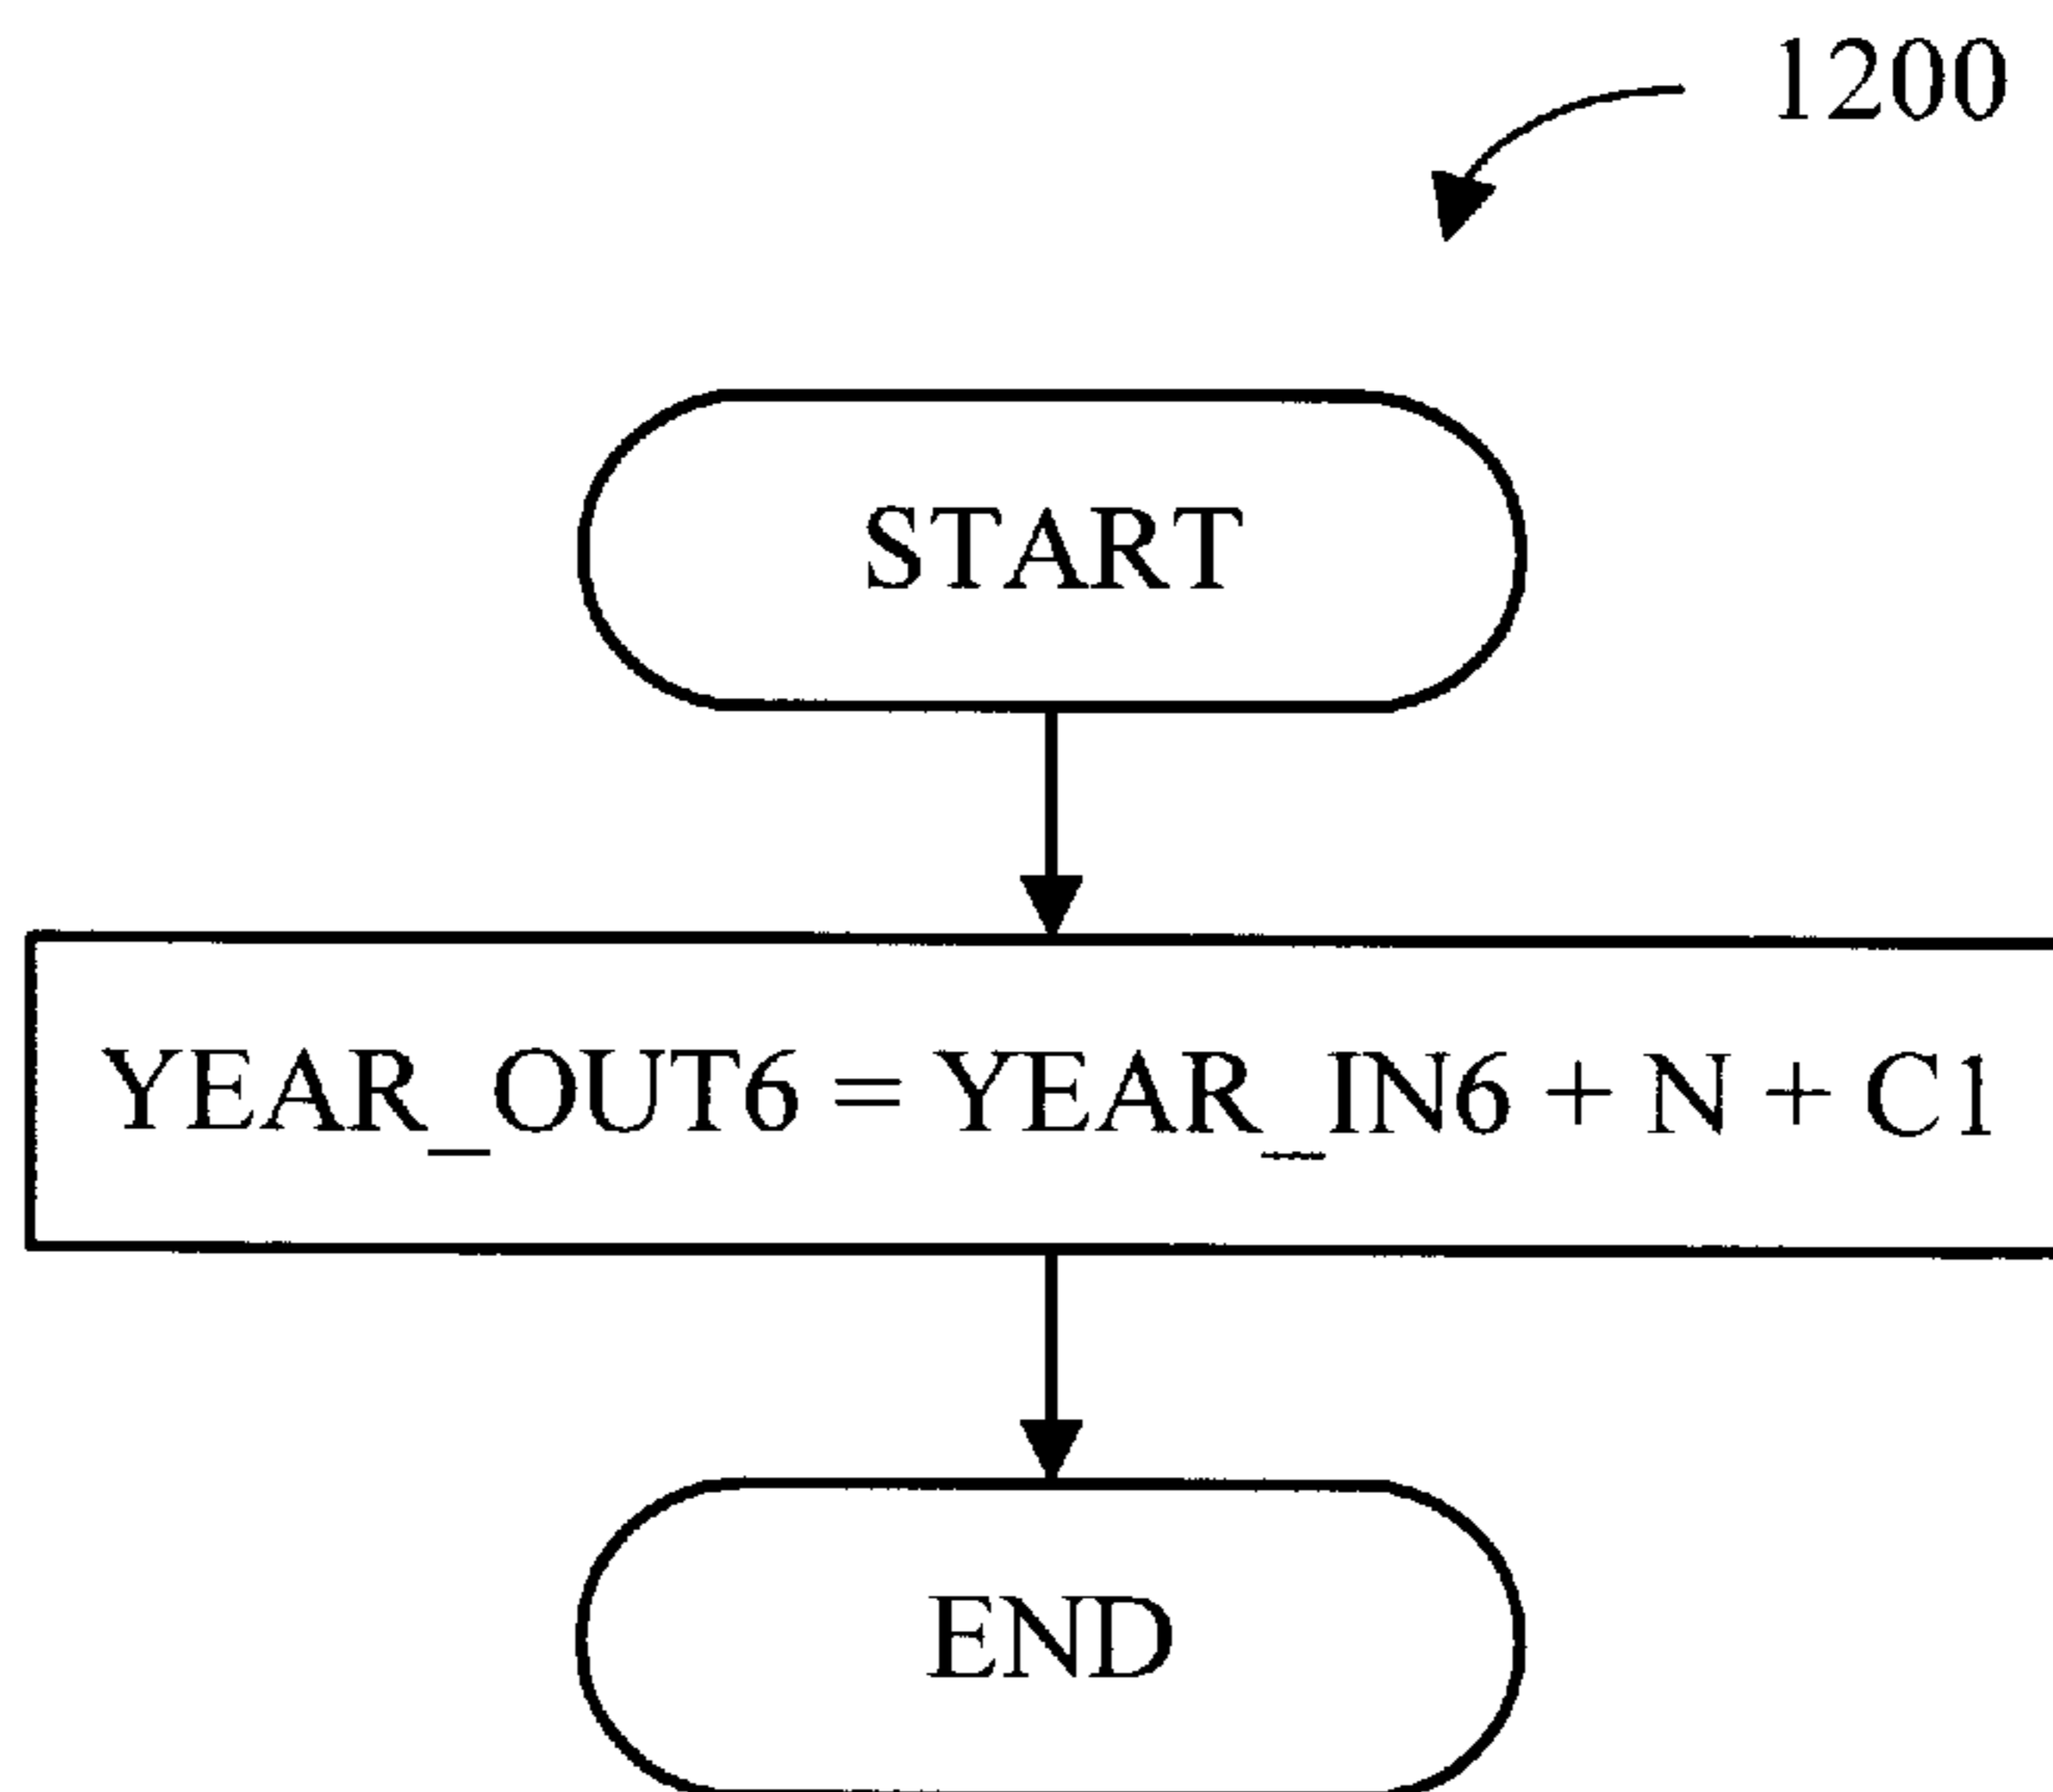 1200
START
YEAR_OUT6 = YEAR_IN6 + N + C1
END